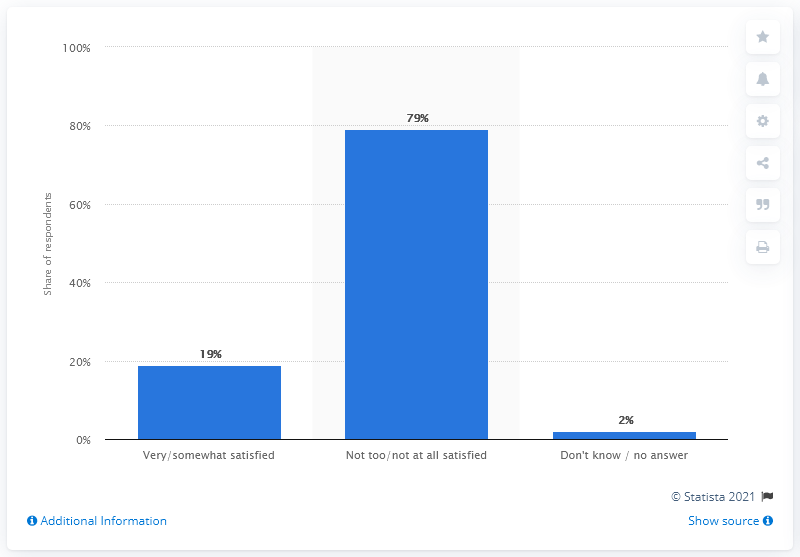 100%
80%
60%
40%
20%
0%
Share of respondents
79%
19%
2%
Very/somewhat satisfied
Not too/not at all satisfied
Don't know / no answer
© Statista 2021
Additional Information
Show source